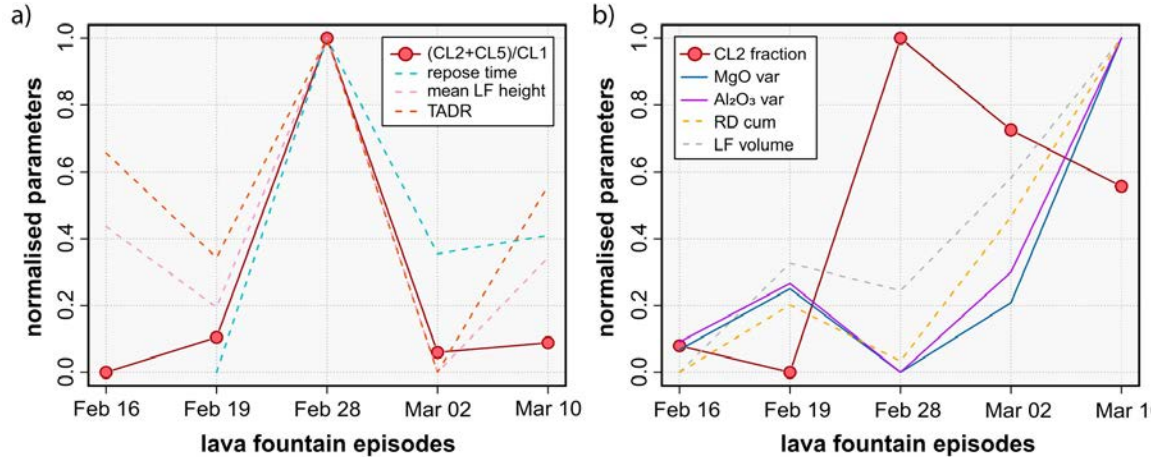 a)
normalised parameters
1.0
0.8
0.6
0.4
0.2
0.0
(CL2+CL5)/CL1
repose time
mean LF height
TADR
Feb 16 Feb 19 Feb 28 Mar 02 Mar 10
lava fountain episodes
b)
normalised parameters
1.0
0.8
0.6
0.4
0.2
0.0
CL2 fraction
MgO var
Al₂O₃ var
RD cum
LF volume
Feb 16 Feb 19 Feb 28 Mar 02 Mar 1
lava fountain episodes